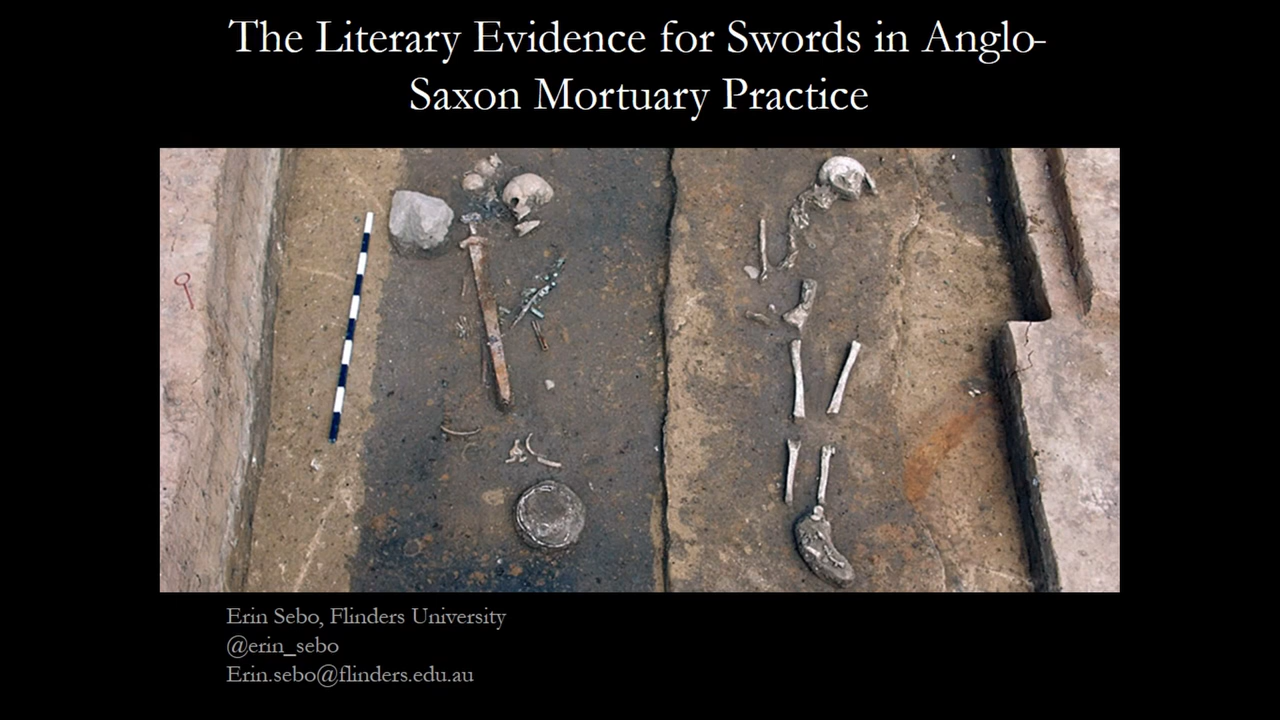 The Literary Evidence for Swords in Anglo-
Saxon Mortuary Practice
Erin Sebo, Flinders University
@erin_sebo
Erin.sebo@flinders.edu.au